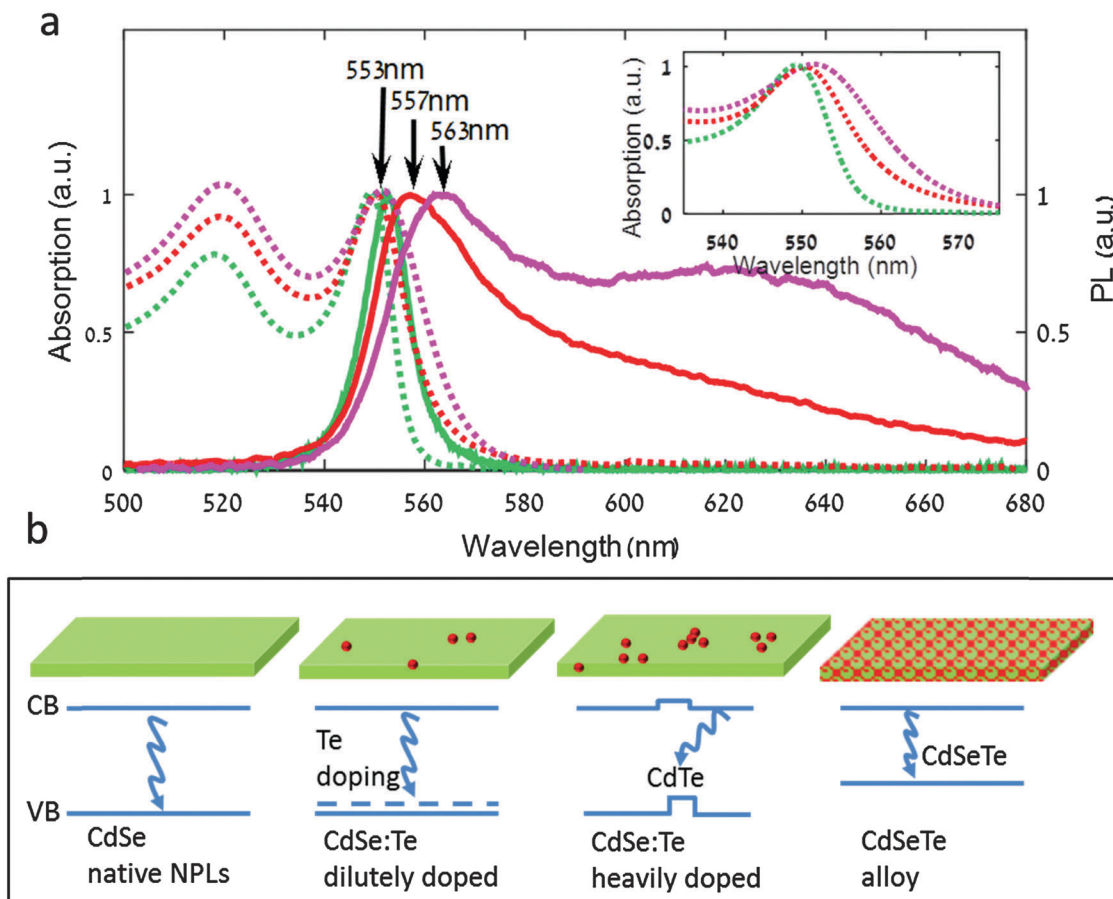 a
553nm
557nm
563nm
Absorption (a.u.)
1
0.5
0
500 520 540 560 580 600 620 640 660 680
Wavelength (nm)
PL (a.u.)
1
0.5
0
Absorption (a.u.)
1
0.5
0
540 550 560 570
Wavelength (nm)
b
CB
VB
CdSe
native NPLs
Te
doping
CdSe:Te
dilutely doped
CdTe
CdSe:Te
heavily doped
CdSeTe
CdSeTe
alloy